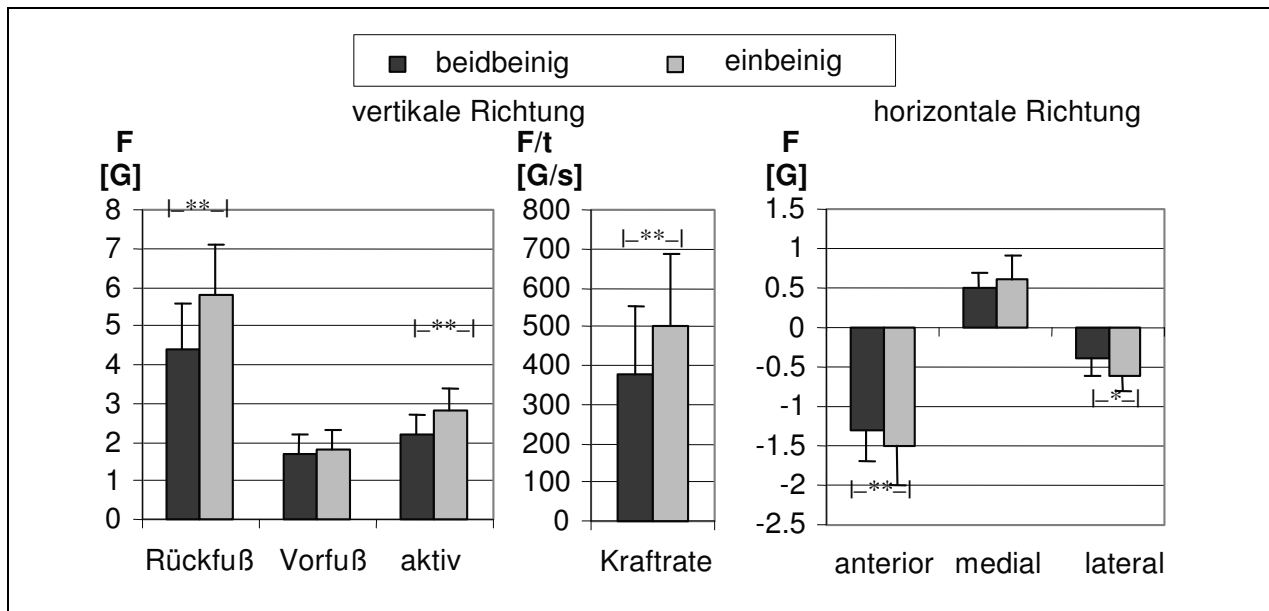 beidbeinig einbeinig
vertikale Richtung horizontale Richtung
F
[G]
|_**_|
8
7
6
5
4
3
2
1
0
|_**_|
Rückfuß Vorfuß aktiv
F/t
[G/s]
800
700
600
500
400
300
200
100
0
|_**_|
Kraftrate
F
[G]
1.5
1
0.5
0
-0.5
-1
-1.5
-2
-2.5
|_*_|
|_**_|
anterior medial lateral